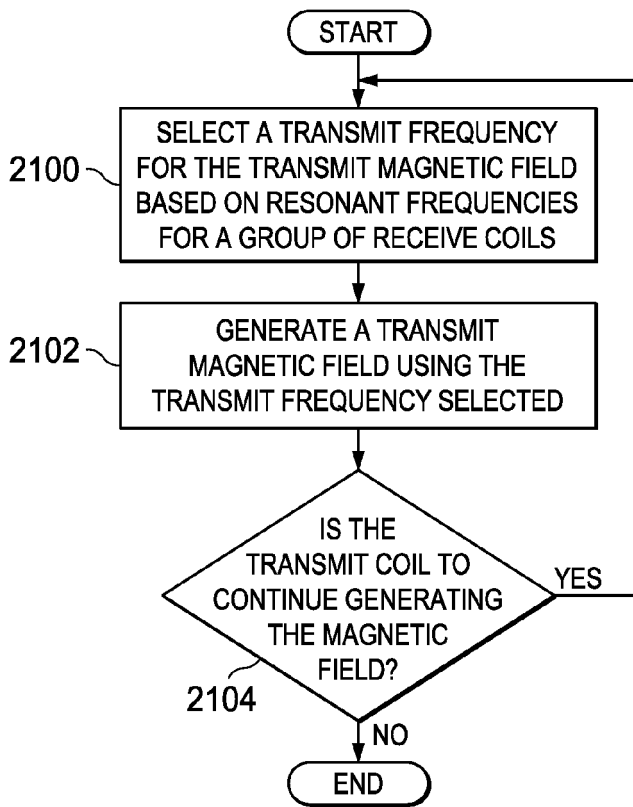 START
2100
SELECT A TRANSMIT FREQUENCY
FOR THE TRANSMIT MAGNETIC FIELD
BASED ON RESONANT FREQUENCIES
FOR A GROUP OF RECEIVE COILS
2102
GENERATE A TRANSMIT
MAGNETIC FIELD USING THE
TRANSMIT FREQUENCY SELECTED
IS THE
TRANSMIT COIL TO
CONTINUE GENERATING
THE MAGNETIC
FIELD?
YES
2104
NO
END